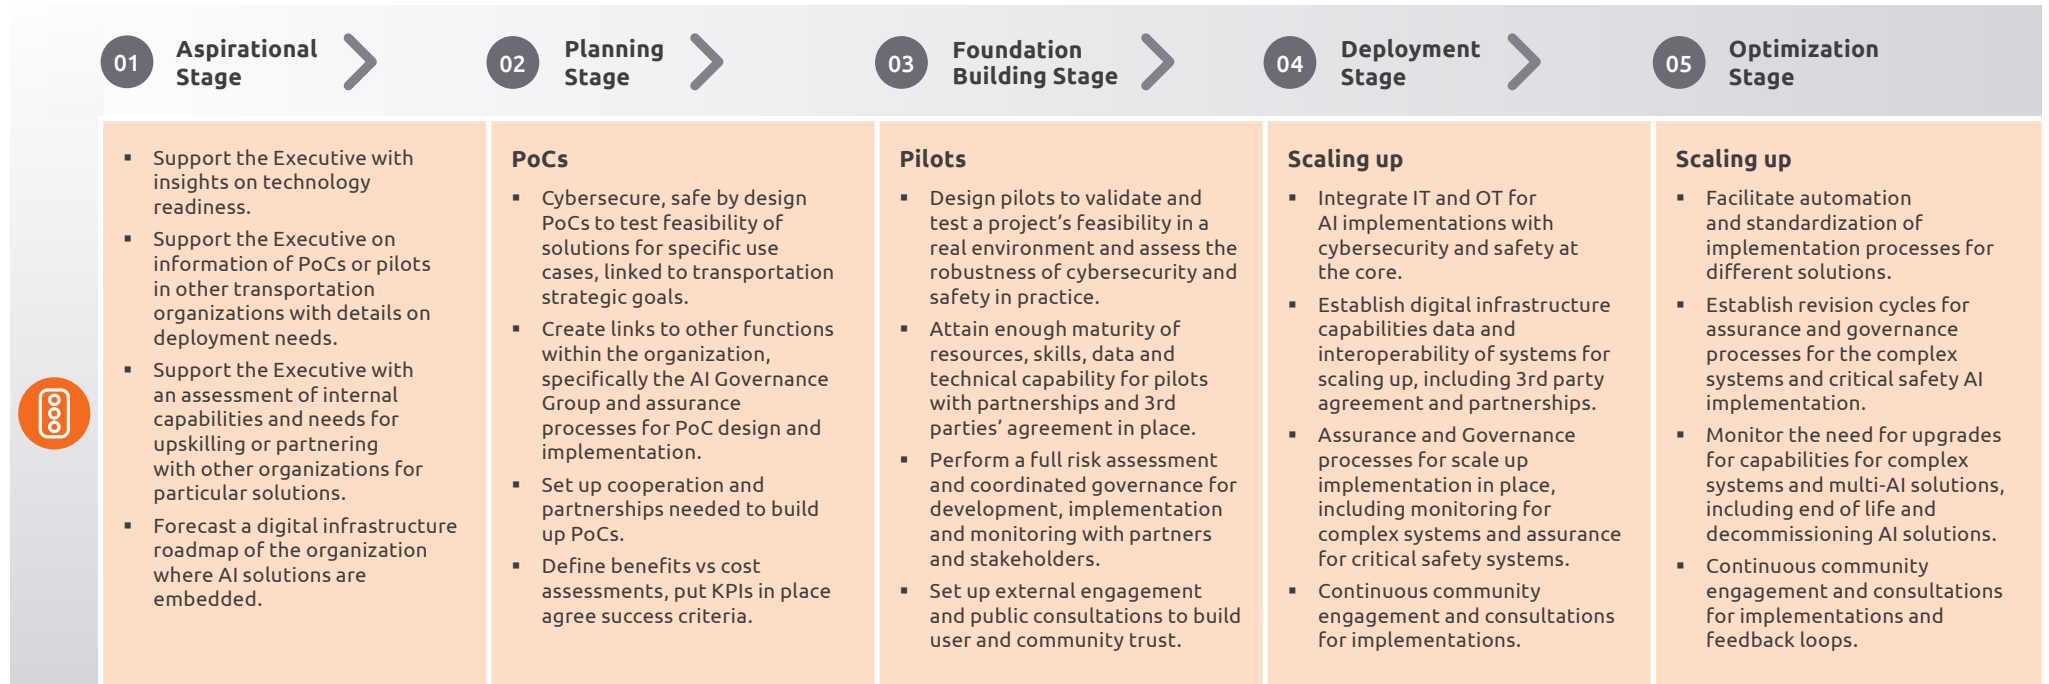 01 Aspirational
Stage
02 Planning
Stage
03 Foundation
Building Stage
04 Deployment
Stage
05 Optimization
Stage
▪ Support the Executive with
insights on technology
readiness.
▪ Support the Executive on
information of PoCs or pilots
in other transportation
organizations with details on
deployment needs.
▪ Support the Executive with
an assessment of internal
capabilities and needs for
upskilling or partnering
with other organizations for
particular solutions.
▪ Forecast a digital infrastructure
roadmap of the organization
where AI solutions are
embedded.
PoCs
▪ Cybersecure, safe by design
PoCs to test feasibility of
solutions for specific use
cases, linked to transportation
strategic goals.
▪ Create links to other functions
within the organization,
specifically the AI Governance
Group and assurance
processes for PoC design and
implementation.
▪ Set up cooperation and
partnerships needed to build
up PoCs.
▪ Define benefits vs cost
assessments, put KPIs in place
agree success criteria.
Pilots
▪ Design pilots to validate and
test a project’s feasibility in a
real environment and assess the
robustness of cybersecurity and
safety in practice.
▪ Attain enough maturity of
resources, skills, data and
technical capability for pilots
with partnerships and 3rd
parties’ agreement in place.
▪ Perform a full risk assessment
and coordinated governance for
development, implementation
and monitoring with partners
and stakeholders.
▪ Set up external engagement
and public consultations to build
user and community trust.
Scaling up
▪ Integrate IT and OT for
AI implementations with
cybersecurity and safety at
the core.
▪ Establish digital infrastructure
capabilities data and
interoperability of systems for
scaling up, including 3rd party
agreement and partnerships.
▪ Assurance and Governance
processes for scale up
implementation in place,
including monitoring for
complex systems and assurance
for critical safety systems.
▪ Continuous community
engagement and consultations
for implementations.
Scaling up
▪ Facilitate automation
and standardization of
implementation processes for
different solutions.
▪ Establish revision cycles for
assurance and governance
processes for the complex
systems and critical safety AI
implementation.
▪ Monitor the need for upgrades
for capabilities for complex
systems and multi-AI solutions,
including end of life and
decommissioning AI solutions.
▪ Continuous community
engagement and consultations
for implementations and
feedback loops.